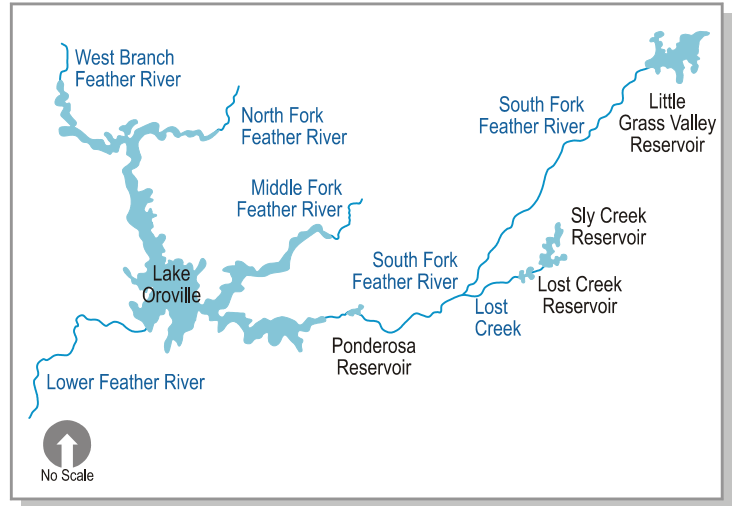 West Branch
Feather River
North Fork
Feather River
South Fork
Feather River
Little
Grass Valley
Reservoir
Middle Fork
Feather River
Sly Creek
Reservoir
South Fork
Feather River
Lake
Oroville
Lost Creek
Reservoir
Lost
Creek
Ponderosa
Reservoir
Lower Feather River
No Scale